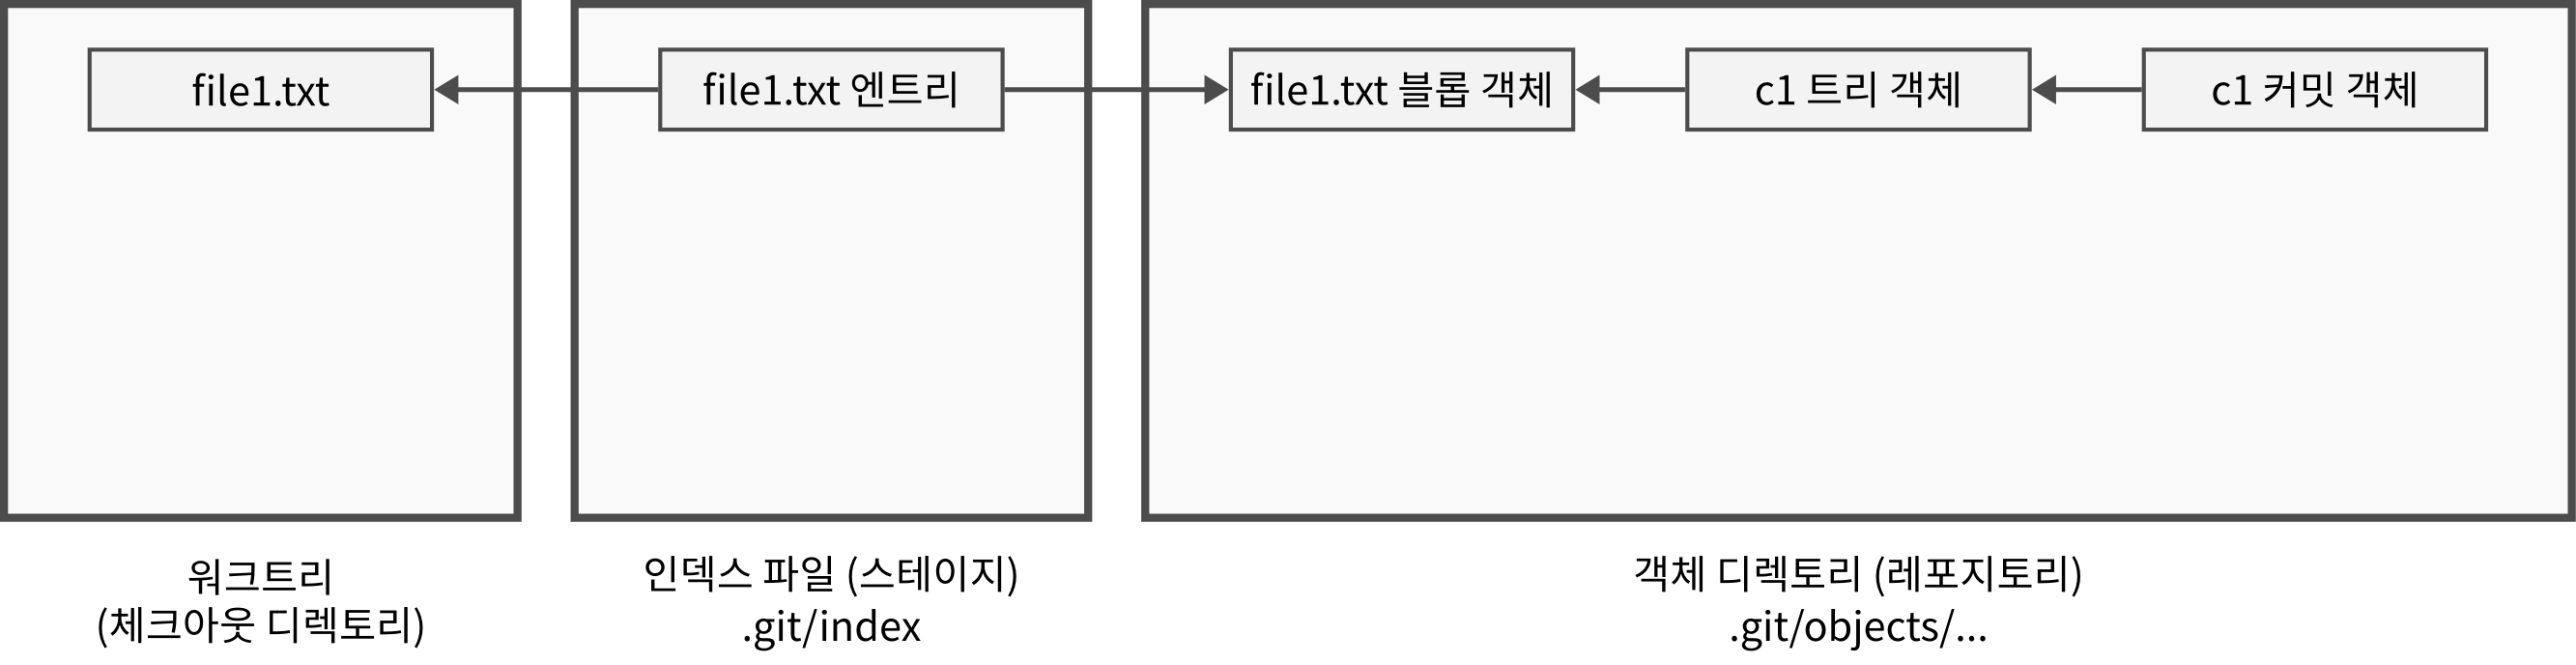 file1.txt
file1.txt 엔트리
file1.txt 블롭 객체
c1 트리 객체
c1 커밋 객체
워크트리
(체크아웃 디렉토리)
인덱스 파일 (스테이지)
.git/index
객체 디렉토리 (레포지토리)
.git/objects/...